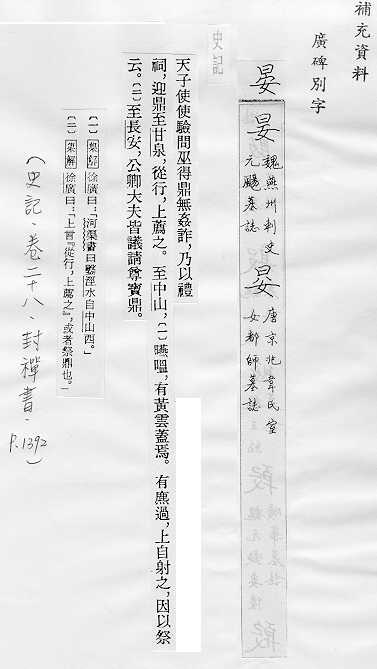 補充資料
廣碑別字
晏 晏 魏燕州刺史元颺墓誌 晏 唐京兆韋氏室女都師墓誌
史記
天子使使驗問巫得鼎無姦詐,乃以禮
祠,迎鼎至甘泉,從行,上薦之。至中山,〔一〕曣㬈,有黃雲蓋焉。有麃過,上自射之,因以祭
云。〔二〕至長安,公卿大夫皆議請尊寶鼎。
〔一〕集解徐廣曰:「河渠書曰鑿涇水自中山西。」
〔二〕集解徐廣曰:「上言『從行,上薦之』,或者祭鼎也。」
(史記·卷二十八·封禪書·P.1392)